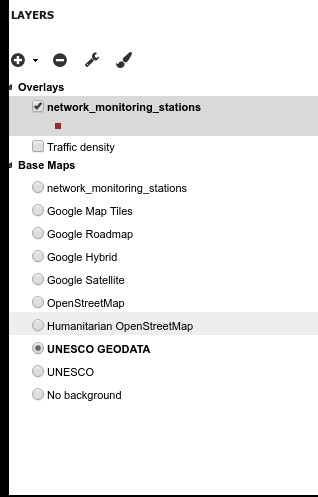 LAYERS
Overlays
network_monitoring_stations
Traffic density
Base Maps
network_monitoring_stations
Google Map Tiles
Google Roadmap
Google Hybrid
Google Satellite
OpenStreetMap
Humanitarian OpenStreetMap
UNESCO GEODATA
UNESCO
No background